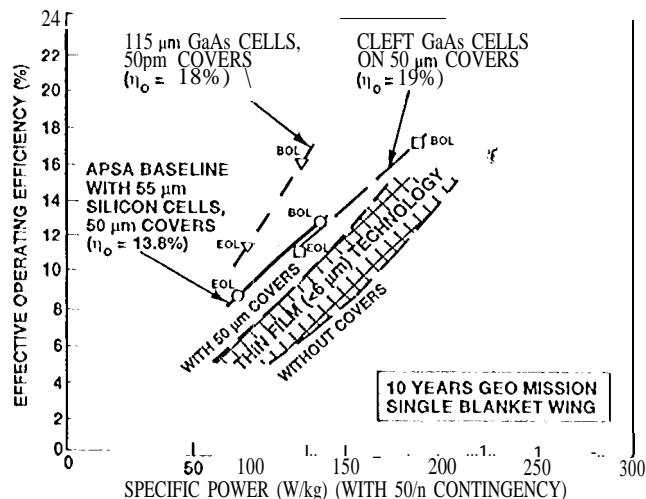 24
22
20
18
16
14
12
10
8
6
4
2
0
EFFECTIVE OPERATING EFFICIENCY (%)
115 µm GaAs CELLS,
50pm COVERS
(ηo = 18%)
CLEFT GaAs CELLS
ON 50 µm COVERS
(ηo = 19%)
BOL
BOL
APSA BASELINE
WITH 55 µm
SILICON CELLS,
50 µm COVERS
(ηo = 13.8%)
BOL
EOL
EOL
EOL
WITH 50 µm COVERS
THIN FILM (<6 µm) TECHNOLOGY
WITHOUT COVERS
10 YEARS GEO MISSION
SINGLE BLANKET WING
0
50
100
150
200
250
300
SPECIFIC POWER (W/kg) (WITH 50/n CONTINGENCY)